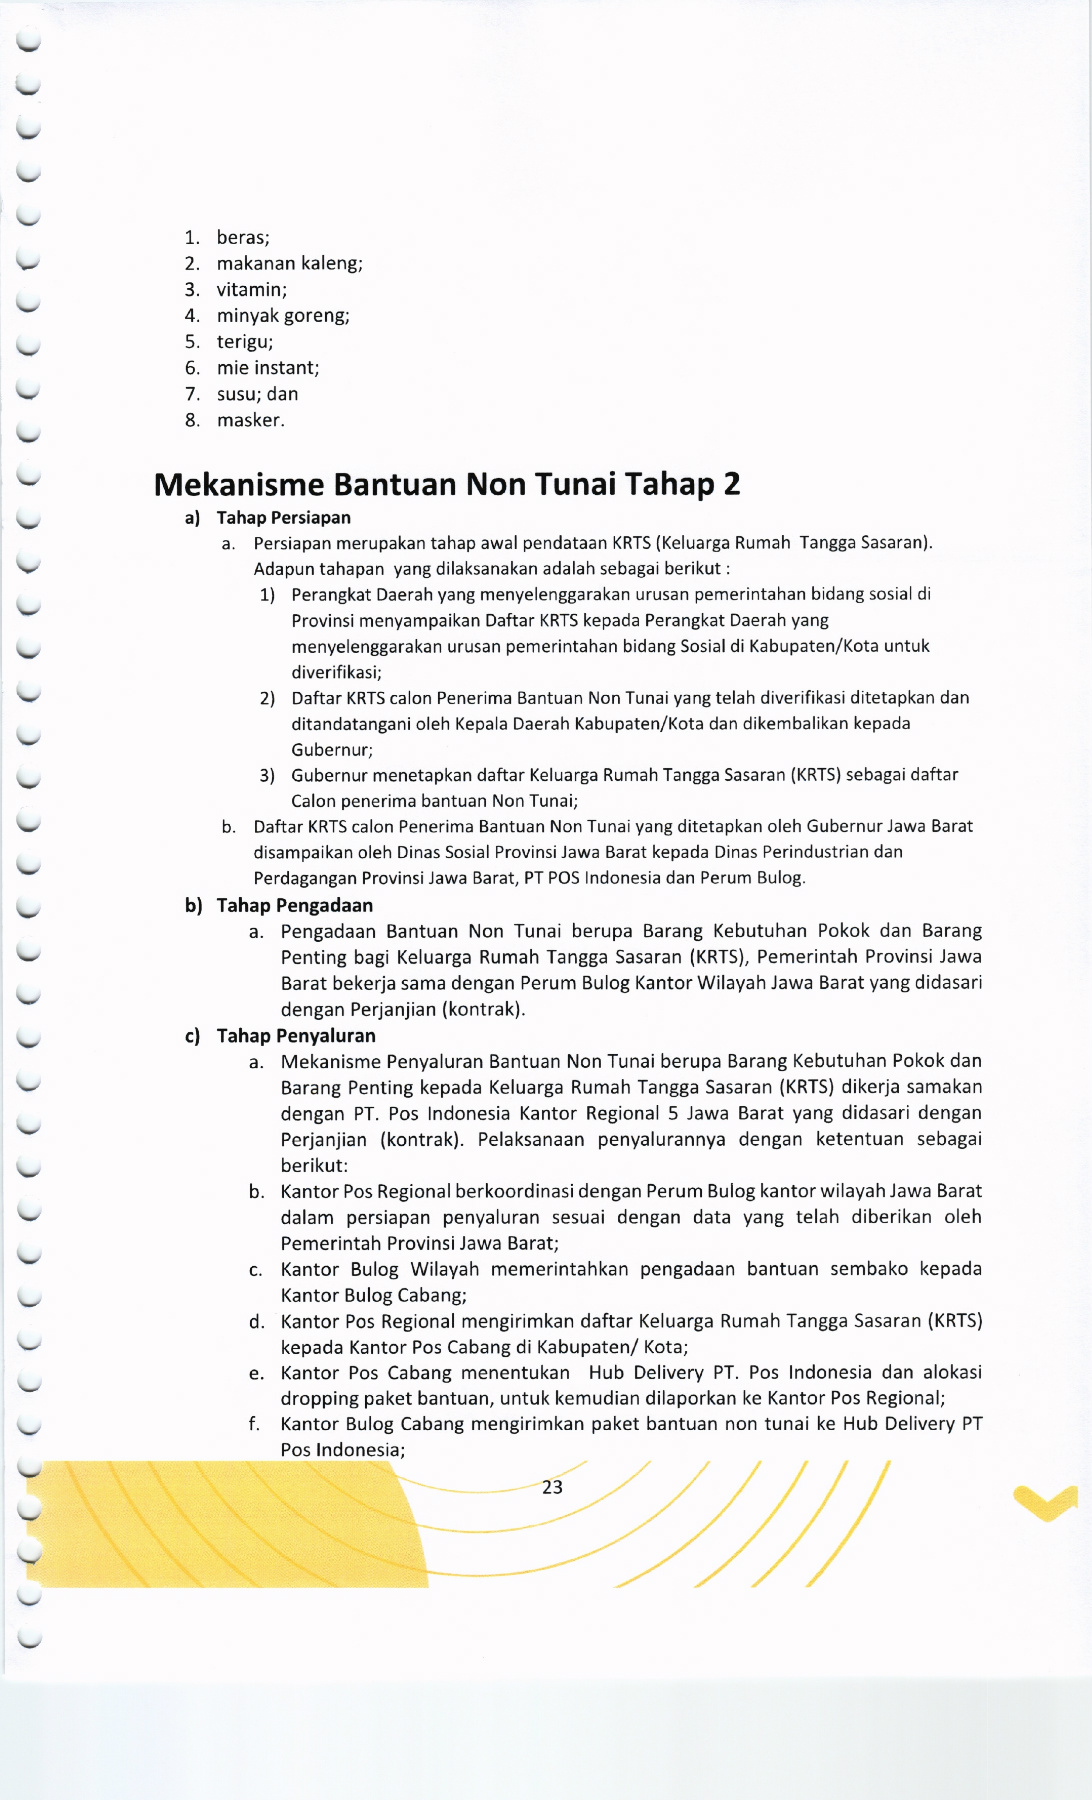 1. beras;
2. makanan kaleng;
3. vitamin;
4. minyak goreng;
5. terigu;
6. mie instant;
7. susu; dan
8. masker.
Mekanisme Bantuan Non Tunai Tahap 2
a) Tahap Persiapan
a. Persiapan merupakan tahap awal pendataan KRTS (Keluarga Rumah Tangga Sasaran).
Adapun tahapan yang dilaksanakan adalah sebagai berikut :
1) Perangkat Daerah yang menyelenggarakan urusan pemerintahan bidang sosial di
Provinsi menyampaikan Daftar KRTS kepada Perangkat Daerah yang
menyelenggarakan urusan pemerintahan bidang Sosial di Kabupaten/Kota untuk
diverifikasi;
2) Daftar KRTS calon Penerima Bantuan Non Tunai yang telah diverifikasi ditetapkan dan
ditandatangani oleh Kepala Daerah Kabupaten/Kota dan dikembalikan kepada
Gubernur;
3) Gubernur menetapkan daftar Keluarga Rumah Tangga Sasaran (KRTS) sebagai daftar
Calon penerima bantuan Non Tunai;
b. Daftar KRTS calon Penerima Bantuan Non Tunai yang ditetapkan oleh Gubernur Jawa Barat
disampaikan oleh Dinas Sosial Provinsi Jawa Barat kepada Dinas Perindustrian dan
Perdagangan Provinsi Jawa Barat, PT POS Indonesia dan Perum Bulog.
b) Tahap Pengadaan
a. Pengadaan Bantuan Non Tunai berupa Barang Kebutuhan Pokok dan Barang
Penting bagi Keluarga Rumah Tangga Sasaran (KRTS), Pemerintah Provinsi Jawa
Barat bekerja sama dengan Perum Bulog Kantor Wilayah Jawa Barat yang didasari
dengan Perjanjian (kontrak).
c) Tahap Penyaluran
a. Mekanisme Penyaluran Bantuan Non Tunai berupa Barang Kebutuhan Pokok dan
Barang Penting kepada Keluarga Rumah Tangga Sasaran (KRTS) dikerja samakan
dengan PT. Pos Indonesia Kantor Regional 5 Jawa Barat yang didasari dengan
Perjanjian (kontrak). Pelaksanaan penyalurannya dengan ketentuan sebagai
berikut:
b. Kantor Pos Regional berkoordinasi dengan Perum Bulog kantor wilayah Jawa Barat
dalam persiapan penyaluran sesuai dengan data yang telah diberikan oleh
Pemerintah Provinsi Jawa Barat;
c. Kantor Bulog Wilayah memerintahkan pengadaan bantuan sembako kepada
Kantor Bulog Cabang;
d. Kantor Pos Regional mengirimkan daftar Keluarga Rumah Tangga Sasaran (KRTS)
kepada Kantor Pos Cabang di Kabupaten/ Kota;
e. Kantor Pos Cabang menentukan Hub Delivery PT. Pos Indonesia dan alokasi
dropping paket bantuan, untuk kemudian dilaporkan ke Kantor Pos Regional;
f. Kantor Bulog Cabang mengirimkan paket bantuan non tunai ke Hub Delivery PT
Pos Indonesia;
23